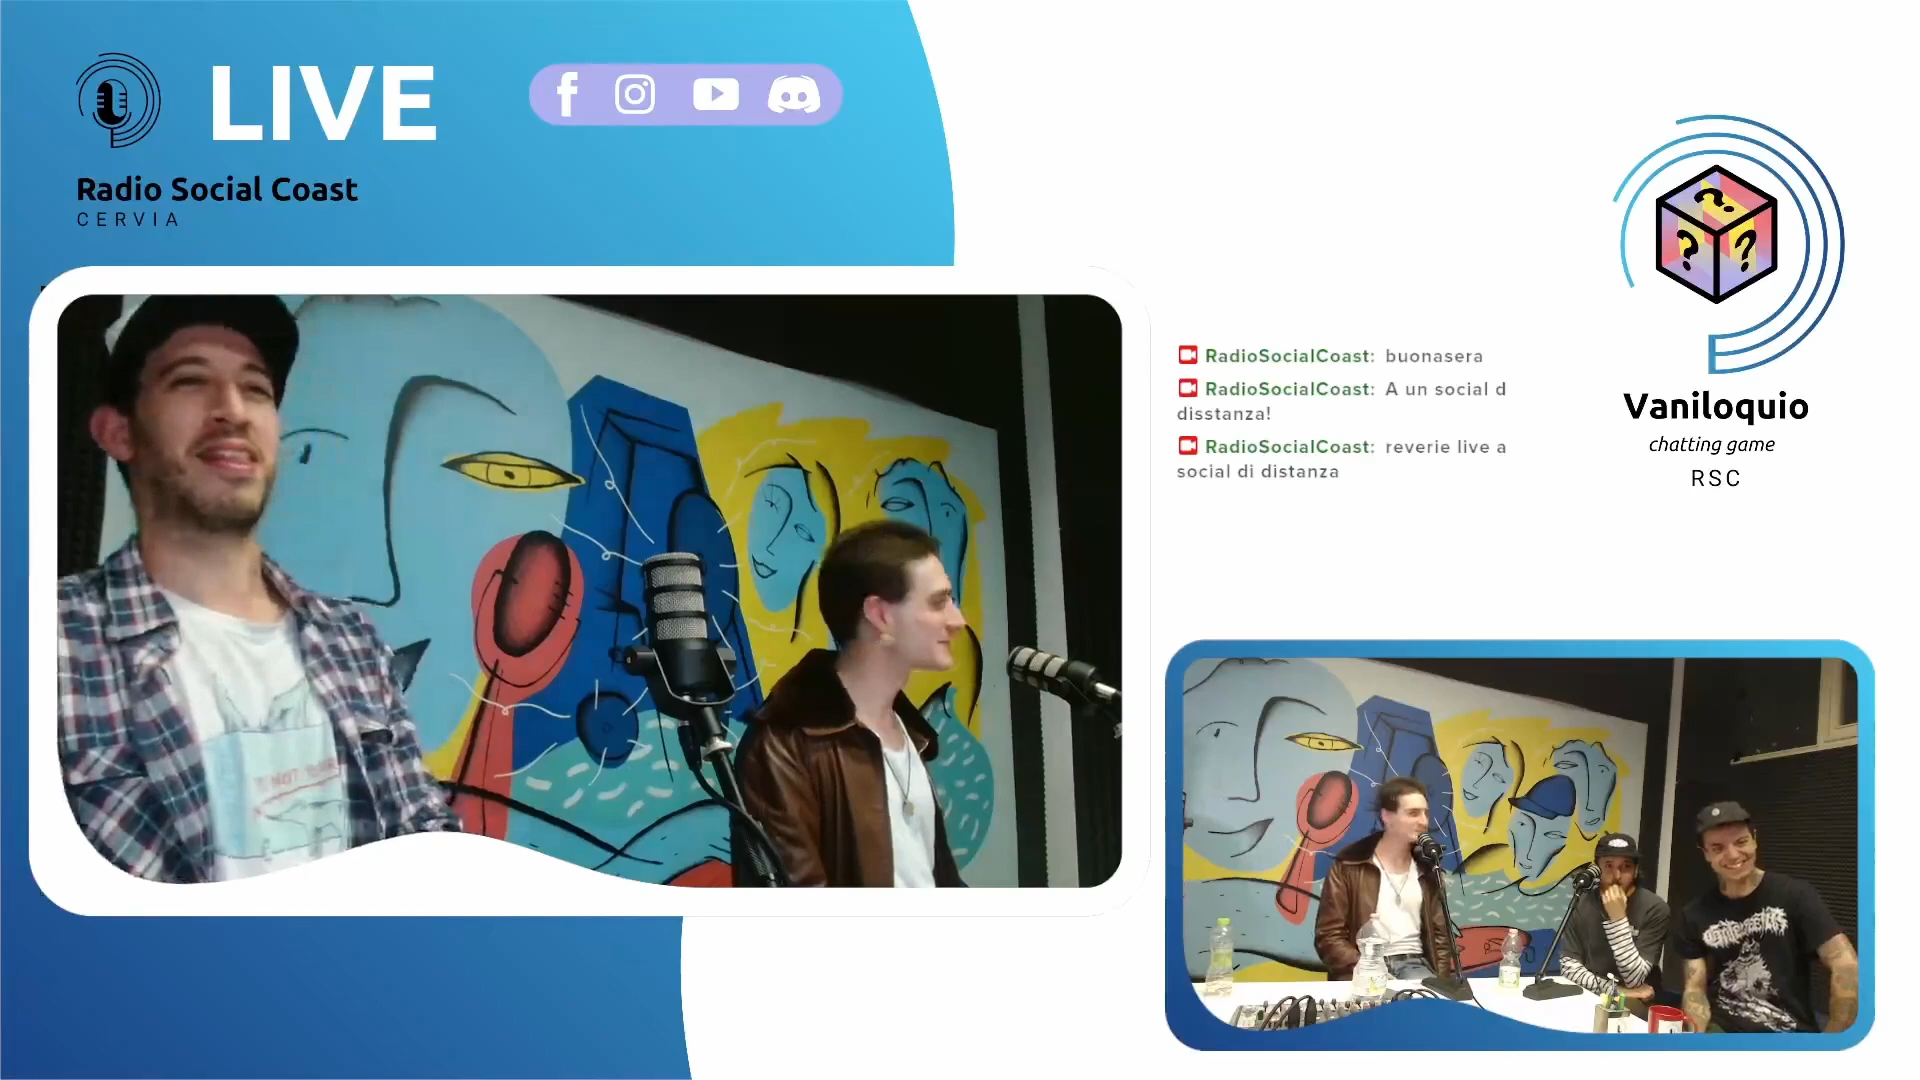 LIVE
Radio Social Coast
CERVIA
RadioSocialCoast: buonasera
RadioSocialCoast: A un social d
disstanza!
RadioSocialCoast: reverie live a
social di distanza
? ? ?
Vaniloquio
chatting game
RSC